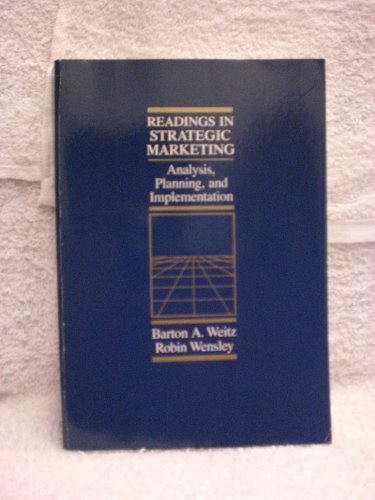 READINGS IN
STRATEGIC
MARKETING
Analysis,
Planning, and
Implementation
Barton A. Weitz
Robin Wensley